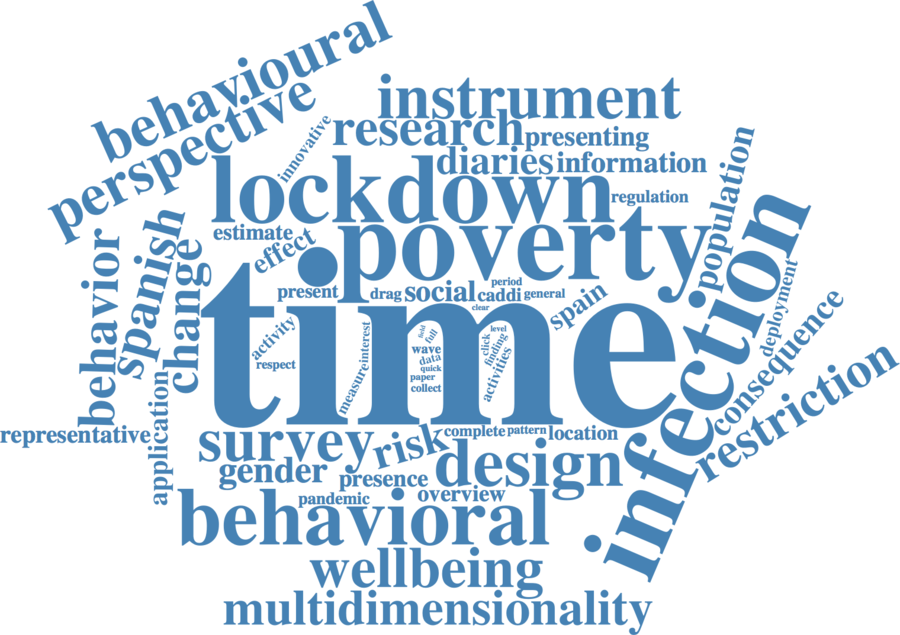 behavioural
perspective
instrument
innovative
research
presenting
diaries
information
population
lockdown
regulation
estimate
effect
poverty
infection
behavior
spanish
change
time
present
drag
social
period
caddi
general
clear
spain
deployment
consequence
activity
respect
measure
interest
field
full
wave
data
quick
paper
collect
level
click
finding
activities
restriction
application
representative
survey
risk
complete
pattern
location
gender
presence
design
pandemic
overview
behavioral
wellbeing
multidimensionality